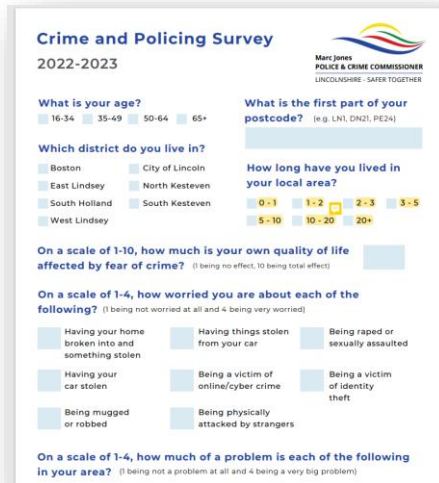 Crime and Policing Survey
2022-2023
Marc Jones
POLICE & CRIME COMMISSIONER
LINCOLNSHIRE - SAFER TOGETHER
What is your age?
16-34 35-49 50-64 65+
Which district do you live in?
Boston City of Lincoln
East Lindsey North Kesteven
South Holland South Kesteven
West Lindsey
What is the first part of your
postcode? (e.g. LN1, DN21, PE24)
How long have you lived in
your local area?
0 - 1 1 - 2 2 - 3 3 - 5
5 - 10 10 - 20 20+
On a scale of 1-10, how much is your own quality of life
affected by fear of crime? (1 being no effect, 10 being total effect)
On a scale of 1-4, how worried you are about each of the
following? (1 being not worried at all and 4 being very worried)
Having your home
broken into and
something stolen
Having things stolen
from your car
Being raped or
sexually assaulted
Having your
car stolen
Being a victim of
online/cyber crime
Being a victim
of identity
theft
Being mugged
or robbed
Being physically
attacked by strangers
On a scale of 1-4, how much of a problem is each of the following
in your area? (1 being not a problem at all and 4 being a very big problem)